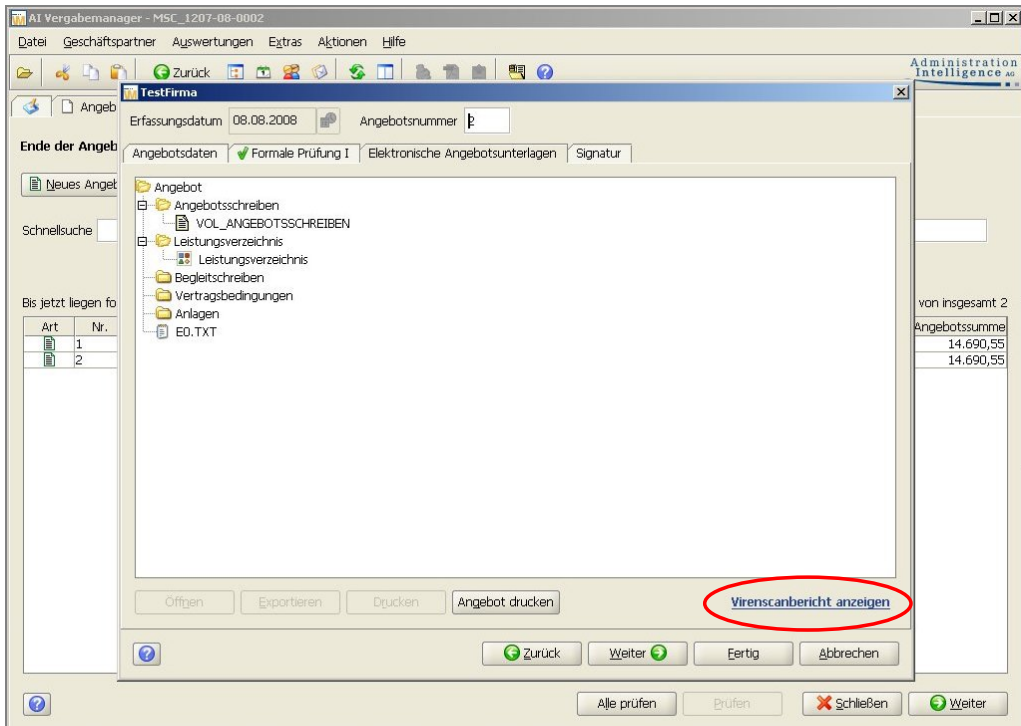 AI Vergabemanager - MSC_1207-08-0002
Datei Geschäftspartner Auswertungen Extras Aktionen Hilfe
Zurück
Administration
Intelligence AG
TestFirma
Angeb
Erfassungsdatum 08.08.2008 Angebotsnummer 2
Ende der Angeb
Angebotsdaten Formale Prüfung I Elektronische Angebotsunterlagen Signatur
Neues Angeb
Angebot
Angebotsschreiben
VOL_ANGEBOTSSCHREIBEN
Schnellsuche
Leistungsverzeichnis
Leistungsverzeichnis
Begleitschreiben
Vertragsbedingungen
Bis jetzt liegen fo
von insgesamt 2
Anlagen
Art Nr.
Angebotssumme
E0.TXT
1 14.690,55
2 14.690,55
Öffnen Exportieren Drucken Angebot drucken Virenscanbericht anzeigen
Zurück Weiter Fertig Abbrechen
Alle prüfen Prüfen Schließen Weiter